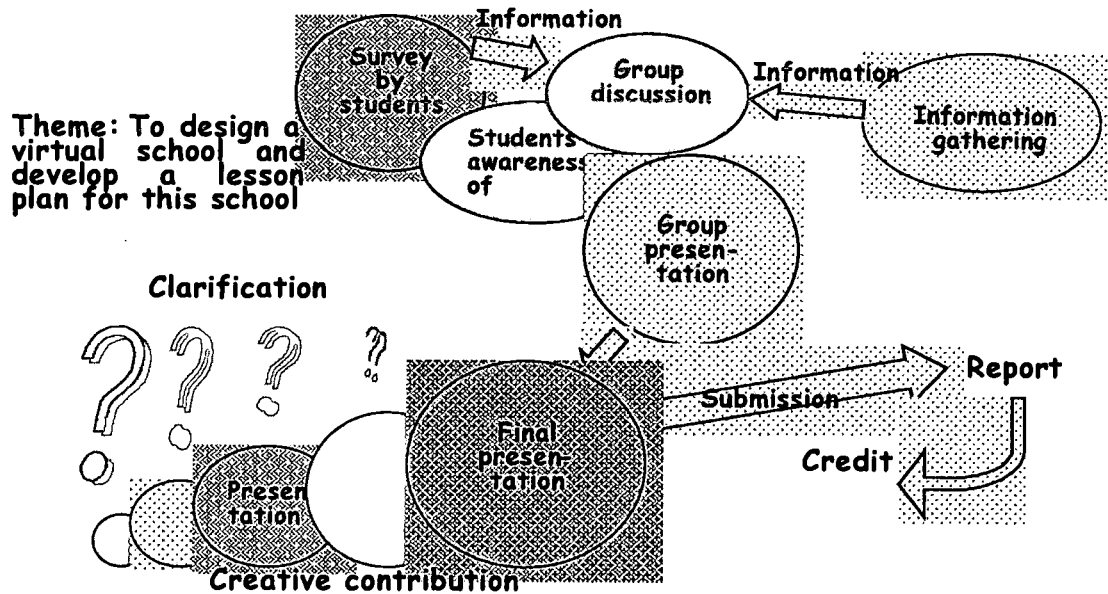 Information
Survey
by
students
Group
discussion
Information
Information
gathering
Theme: To design a
virtual school and
develop a lesson
plan for this school
Students
awareness
of
Group
presen-
tation
Clarification
? ? ? ?
Report
Submission
Final
presen-
tation
Credit
Presen
tation
Creative contribution